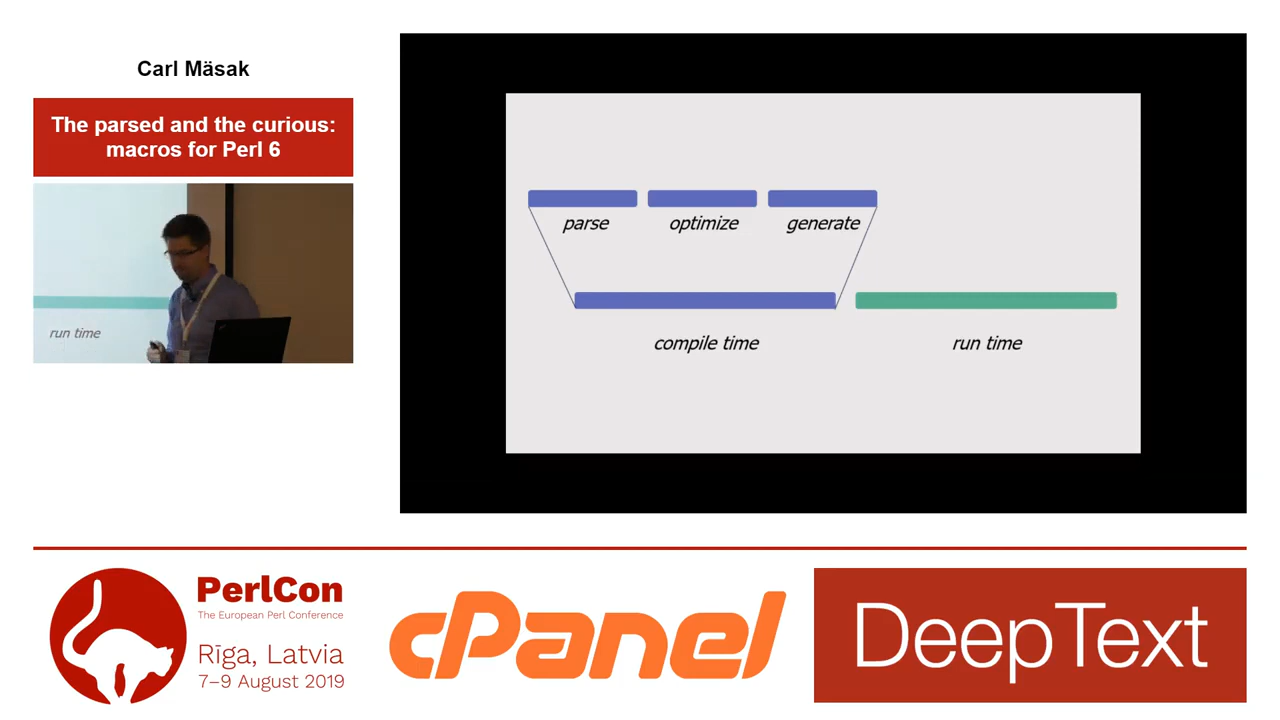 Carl Mäsak
The parsed and the curious:
macros for Perl 6
run time
parse
optimize
generate
compile time
run time
PerlCon
The European Perl Conference
Rīga, Latvia
7–9 August 2019
cPanel
DeepText